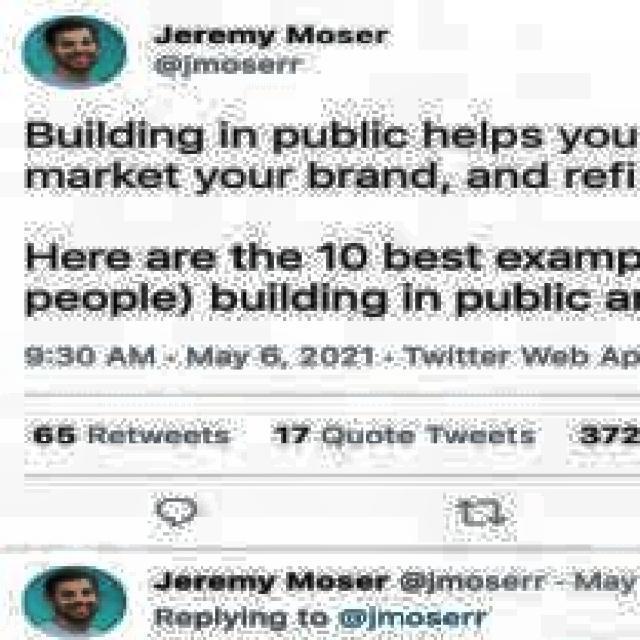 Jeremy Moser
@jmoserr
Building in public helps you
market your brand, and refi
Here are the 10 best examp
people) building in public a
9:30 AM · May 6, 2021 · Twitter Web Ap
65 Retweets 17 Quote Tweets 372
Jeremy Moser @jmoserr · May
Replying to @jmoserr